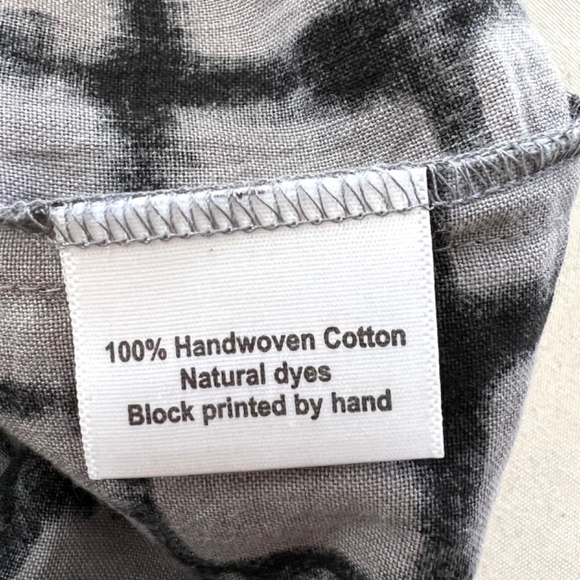 100% Handwoven Cotton
Natural dyes
Block printed by hand